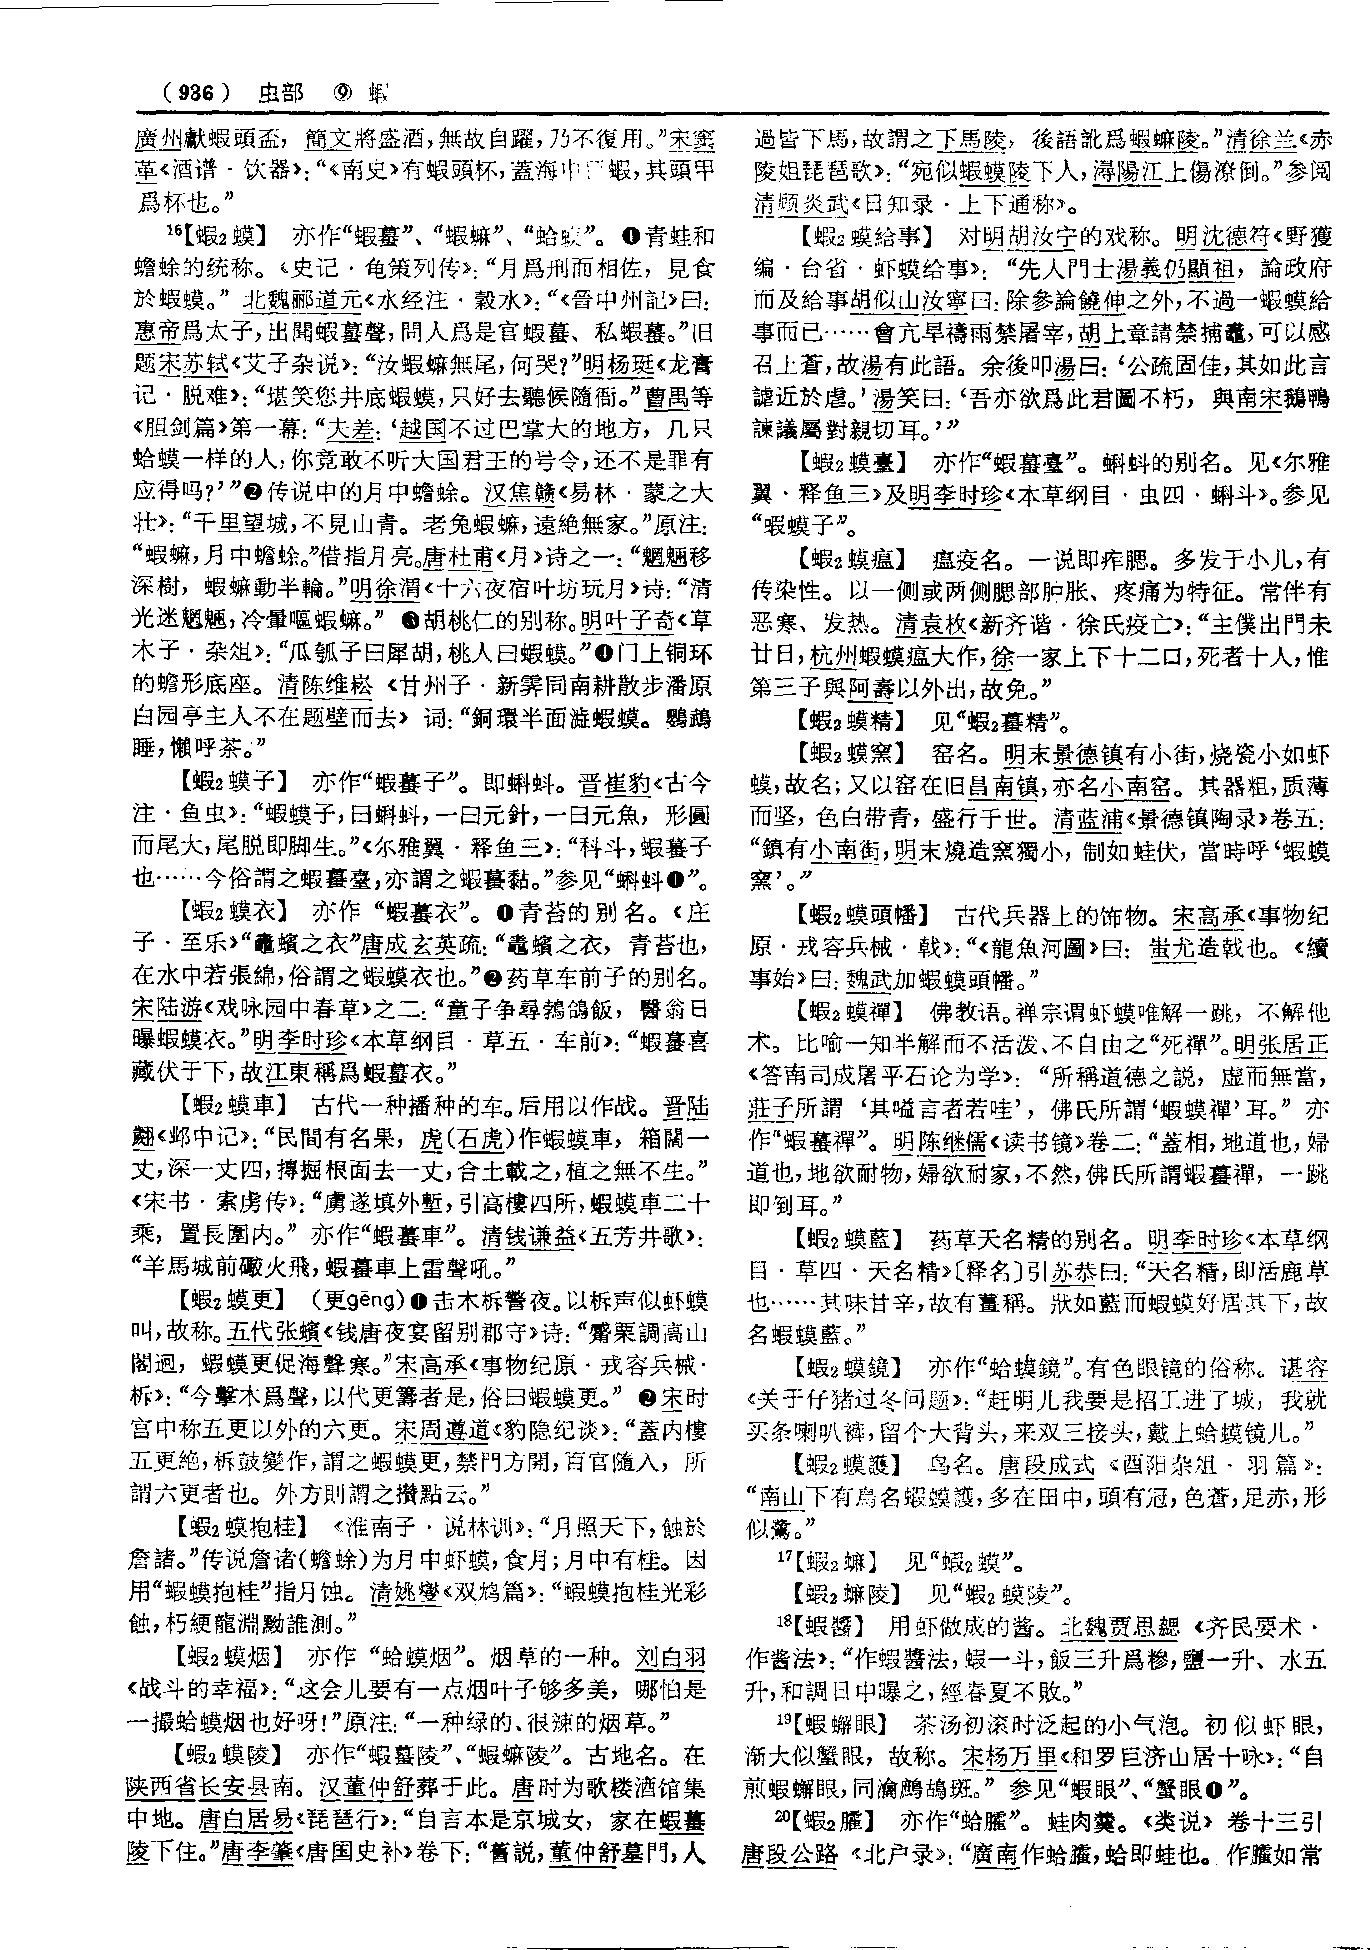 （936） 虫部 ⑨ 蝦
廣州獻蝦頭盃，簡文將盛酒，無故自躍，乃不復用。”宋窦
革《酒谱·饮器》：“《南史》有蝦頭杯，蓋海中蝦，其頭甲
爲杯也。”
16【蝦₂蟆】 亦作“蝦蟇”、“蝦蟕”、“蛤蟆”。❶青蛙和
蟾蜍的统称。《史记·龟策列传》：“月爲刑而相佐，見食
於蝦蟆。”北魏郦道元《水经注·穀水》：“《晋中州記》曰：
惠帝爲太子，出聞蝦蟇聲，問人爲是官蝦蟇、私蝦蟇。”旧
题宋苏轼《艾子杂说》：“汝蝦蟕無尾，何哭？”明杨珽《龙膏
记·脱难》：“堪笑您井底蝦蟆，只好去聽候隨衙。”曹禺等
《胆剑篇》第一幕：“夫差：‘越国不过巴掌大的地方，几只
蛤蟆一样的人，你竟敢不听大国君王的号令，还不是罪有
应得吗？’”❷传说中的月中蟾蜍。汉焦赣《易林·蒙之大
壮》：“千里望城，不見山青。老兔蝦蟕，遠絶無家。”原注：
“蝦蟕，月中蟾蜍。”借指月亮。唐杜甫《月》诗之一：“魍魎移
深樹，蝦蟕動半輪。”明徐渭《十六夜宿叶坊玩月》诗：“清
光迷魍魎，冷暈嘔蝦蟕。”❸胡桃仁的别称。明叶子奇《草
木子·杂俎》：“瓜瓠子曰犀胡，桃人曰蝦蟆。”❹门上铜环
的蟾形底座。清陈维崧《甘州子·新霁同南耕散步潘原
白园亭主人不在题壁而去》词：“銅環半面澁蝦蟆。鸚鵡
睡，懶呼茶。”
【蝦₂蟆子】 亦作“蝦蟇子”。即蝌蚪。晋崔豹《古今
注·鱼虫》：“蝦蟆子，曰蝌蚪，一曰元針，一曰元魚，形圓
而尾大，尾脱即脚生。”《尔雅翼·释鱼三》：“科斗，蝦蟇子
也……今俗謂之蝦蟇臺，亦謂之蝦蟇黏。”参见“蝌蚪❶”。
【蝦₂蟆衣】 亦作“蝦蟇衣”。❶青苔的别名。《庄
子·至乐》“鼃蠙之衣”唐成玄英疏：“鼃蠙之衣，青苔也，
在水中若張綿，俗謂之蝦蟆衣也。”❷药草车前子的别名。
宋陆游《戏咏园中春草》之二：“童子争尋鵓鴿飯，醫翁日
曝蝦蟆衣。”明李时珍《本草纲目·草五·车前》：“蝦蟇喜
藏伏于下，故江東稱爲蝦蟇衣。”
【蝦₂蟆車】 古代一种播种的车。后用以作战。晋陆
翽《邺中记》：“民間有名果，虎（石虎）作蝦蟆車，箱闊一
丈，深一丈四，摶掘根面去一丈，合土載之，植之無不生。”
《宋书·索虏传》：“虜遂填外塹，引高樓四所，蝦蟆車二十
乘，置長圍内。”亦作“蝦蟇車”。清钱谦益《五芳井歌》：
“羊馬城前礮火飛，蝦蟇車上雷聲吼。”
【蝦₂蟆更】 （更gēng）❶击木柝警夜。以柝声似虾蟆
叫，故称。五代张蠙《钱唐夜宴留别郡守》诗：“觱栗調高山
閣迥，蝦蟆更促海聲寒。”宋高承《事物纪原·戎容兵械·
柝》：“今擊木爲聲，以代更籌者是，俗曰蝦蟆更。”❷宋时
宫中称五更以外的六更。宋周遵道《豹隐纪谈》：“蓋内樓
五更絶，柝鼓變作，謂之蝦蟆更，禁門方開，百官隨入，所
謂六更者也。外方則謂之攢點云。”
【蝦₂蟆抱桂】 《淮南子·说林训》：“月照天下，蝕於
詹諸。”传说詹诸（蟾蜍）为月中虾蟆，食月；月中有桂。因
用“蝦蟆抱桂”指月蚀。清姚燮《双鸩篇》：“蝦蟆抱桂光彩
蝕，朽綆龍淵黝誰測。”
【蝦₂蟆烟】 亦作“蛤蟆烟”。烟草的一种。刘白羽
《战斗的幸福》：“这会儿要有一点烟叶子够多美，哪怕是
一撮蛤蟆烟也好呀！”原注：“一种绿的、很辣的烟草。”
【蝦₂蟆陵】 亦作“蝦蟇陵”、“蝦蟕陵”。古地名。在
陕西省长安县南。汉董仲舒葬于此。唐时为歌楼酒馆集
中地。唐白居易《琵琶行》：“自言本是京城女，家在蝦蟇
陵下住。”唐李肇《唐国史补》卷下：“舊説，董仲舒墓門，人
過皆下馬，故謂之下馬陵，後語訛爲蝦蟕陵。”清徐兰《赤
陵姐琵琶歌》：“宛似蝦蟆陵下人，潯陽江上傷潦倒。”参阅
清顾炎武《日知录·上下通称》。
【蝦₂蟆給事】 对明胡汝宁的戏称。明沈德符《野獲
编·台省·虾蟆给事》：“先人門士湯義仍顯祖，論政府
而及給事胡似山汝寧曰：除參論饒伸之外，不過一蝦蟆給
事而已……會亢旱禱雨禁屠宰，胡上章請禁捕鼃，可以感
召上蒼，故湯有此語。余後叩湯曰：‘公疏固佳，其如此言
謔近於虐。’湯笑曰：‘吾亦欲爲此君圖不朽，與南宋鵝鴨
諫議屬對親切耳。’”
【蝦₂蟆臺】 亦作“蝦蟇臺”。蝌蚪的别名。见《尔雅
翼·释鱼三》及明李时珍《本草纲目·虫四·蝌斗》。参见
“蝦蟆子”。
【蝦₂蟆瘟】 瘟疫名。一说即痄腮。多发于小儿，有
传染性。以一侧或两侧腮部肿胀、疼痛为特征。常伴有
恶寒、发热。清袁枚《新齐谐·徐氏疫亡》：“主僕出門未
廿日，杭州蝦蟆瘟大作，徐一家上下十二口，死者十人，惟
第三子與阿壽以外出，故免。”
【蝦₂蟆精】 见“蝦₂蟇精”。
【蝦₂蟆窯】 窑名。明末景德镇有小街，烧瓷小如虾
蟆，故名；又以窑在旧昌南镇，亦名小南窑。其器粗，质薄
而坚，色白带青，盛行于世。清蓝浦《景德镇陶录》卷五：
“鎮有小南街，明末燒造窯獨小，制如蛙伏，當時呼‘蝦蟆
窯’。”
【蝦₂蟆頭幡】 古代兵器上的饰物。宋高承《事物纪
原·戎容兵械·戟》：“《龍魚河圖》曰：蚩尤造戟也。《續
事始》曰：魏武加蝦蟆頭幡。”
【蝦₂蟆禪】 佛教语。禅宗谓虾蟆唯解一跳，不解他
术。比喻一知半解而不活泼、不自由之“死禪”。明张居正
《答南司成屠平石论为学》：“所稱道德之説，虚而無當，
莊子所謂‘其嗌言者若哇’，佛氏所謂‘蝦蟆禪’耳。”亦
作“蝦蟇禪”。明陈继儒《读书镜》卷二：“蓋相，地道也，婦
道也，地欲耐物，婦欲耐家，不然，佛氏所謂蝦蟇禪，一跳
即到耳。”
【蝦₂蟆藍】 药草天名精的别名。明李时珍《本草纲
目·草四·天名精》〔释名〕引苏恭曰：“天名精，即活鹿草
也……其味甘辛，故有薑稱。狀如藍而蝦蟆好居其下，故
名蝦蟆藍。”
【蝦₂蟆鏡】 亦作“蛤蟆鏡”。有色眼镜的俗称。谌容
《关于仔猪过冬问题》：“赶明儿我要是招工进了城，我就
买条喇叭裤，留个大背头，来双三接头，戴上蛤蟆镜儿。”
【蝦₂蟆護】 鸟名。唐段成式《酉阳杂俎·羽篇》：
“南山下有鳥名蝦蟆護，多在田中，頭有冠，色蒼，足赤，形
似鷺。”
17【蝦₂蟕】 见“蝦₂蟆”。
【蝦₂蟕陵】 见“蝦₂蟆陵”。
18【蝦醬】 用虾做成的酱。北魏贾思勰《齐民要术·
作酱法》：“作蝦醬法，蝦一斗，飯三升爲糝，鹽一升、水五
升，和調日中曝之，經春夏不敗。”
19【蝦蠏眼】 茶汤初滚时泛起的小气泡。初似虾眼，
渐大似蟹眼，故称。宋杨万里《和罗巨济山居十咏》：“自
煎蝦蠏眼，同瀹鷓鴣斑。”参见“蝦眼”、“蟹眼❶”。
20【蝦₂臛】 亦作“蛤臛”。蛙肉羹。《类说》卷十三引
唐段公路《北户录》：“廣南作蛤臛，蛤即蛙也。作臛如常